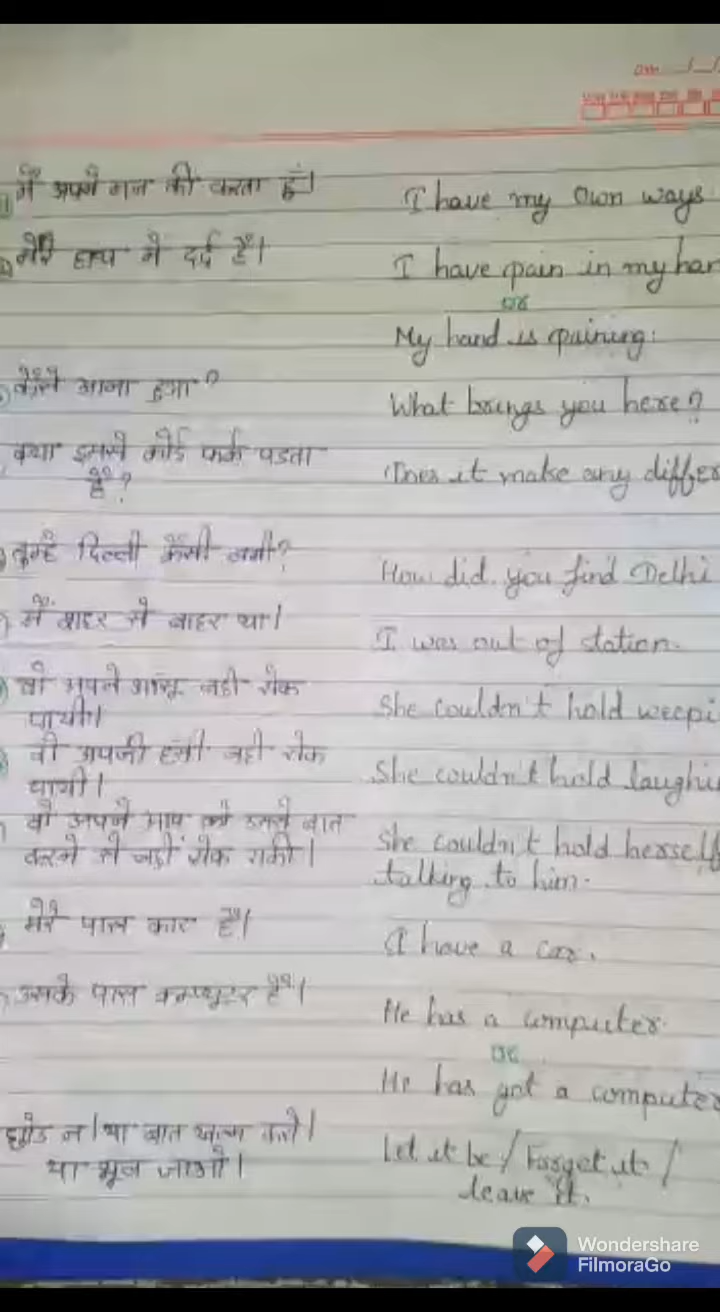 am / /
मैं अपने मन की करता हूं। I have my own ways
मेरे हाथ में दर्द है। I have pain in my han
or
My hand is paining.
कैसे आना हुआ? What brings you here?
क्या इससे कोई फर्क पडता Does it make any differ
है?
तुम्हे दिल्ली कैसी लगी? How did you find Delhi
मैं शहर से बाहर था। I was out of station.
वो अपने आंसू नही रोक She couldn't hold weepi
पायी।
वो अपनी हंसी नही रोक She couldn't hold laughin
पायी।
वो अपने आप को उससे बात She couldn't hold herself
करने से नहीं रोक सकी। talking to him.
मेरे पास कार है। I have a car.
उसके पास कम्प्यूटर है। He has a computer.
or
He has got a computer
छोड न। या बात खत्म करो। Let it be / Forget it /
या भूल जाओ। leave it.
Wondershare
FilmoraGo